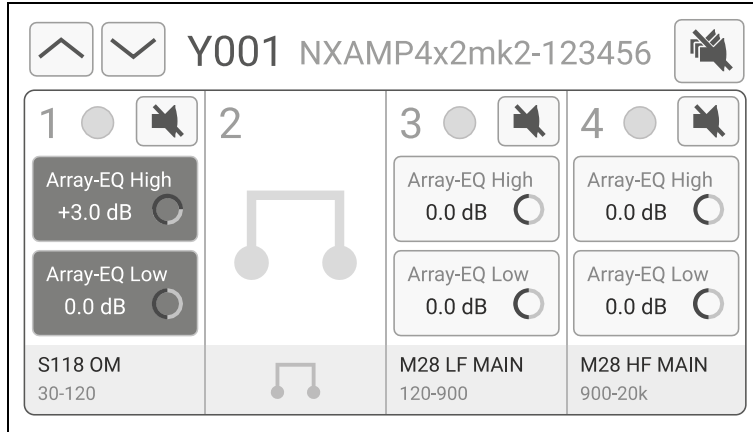 Y001 NXAMP4x2mk2-123456
1 2 3 4
Array-EQ High Array-EQ High Array-EQ High
+3.0 dB 0.0 dB 0.0 dB
Array-EQ Low Array-EQ Low Array-EQ Low
0.0 dB 0.0 dB 0.0 dB
S118 OM M28 LF MAIN M28 HF MAIN
30-120 120-900 900-20k